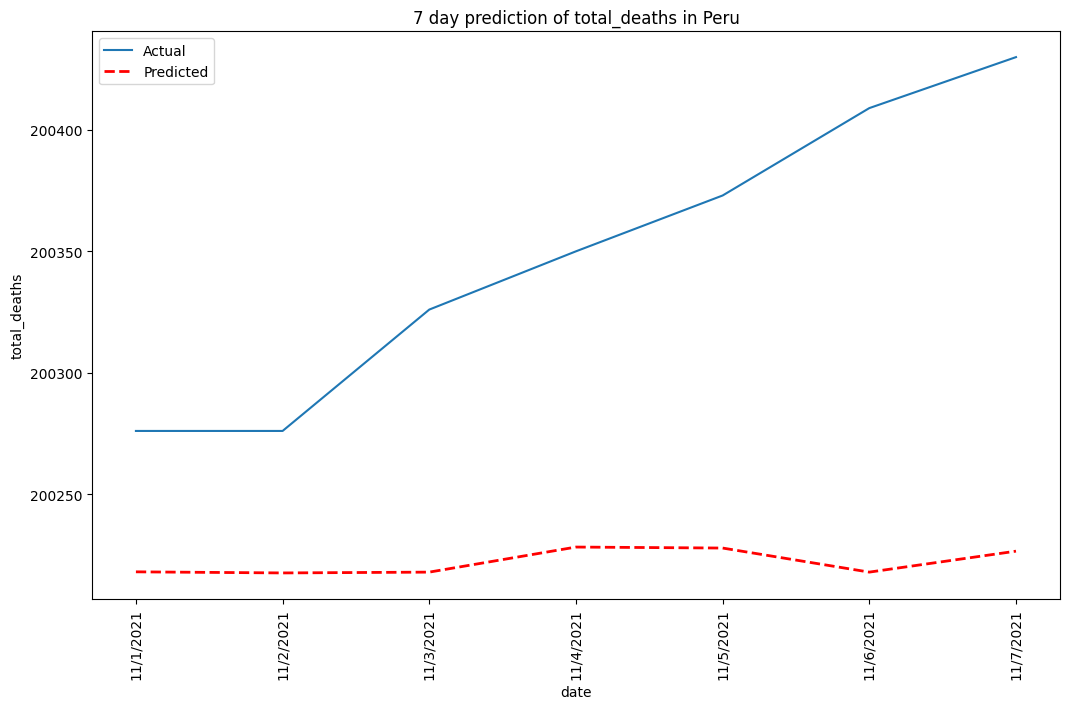 7 day prediction of total_deaths in Peru
Actual
Predicted
total_deaths
200400
200350
200300
200250
11/1/2021
11/2/2021
11/3/2021
11/4/2021
11/5/2021
11/6/2021
11/7/2021
date